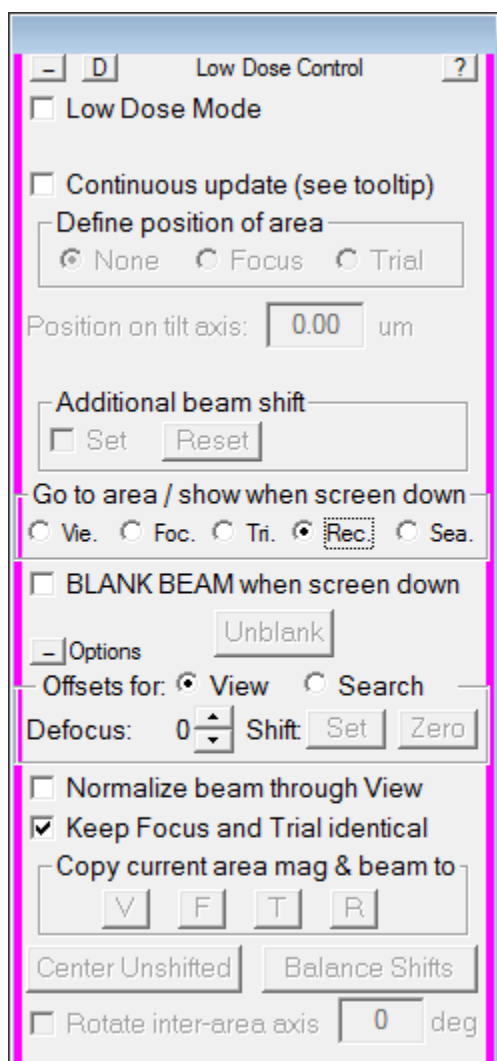 – D Low Dose Control ?
Low Dose Mode
Continuous update (see tooltip)
Define position of area
None Focus Trial
Position on tilt axis: 0.00 um
Additional beam shift
Set Reset
Go to area / show when screen down
Vie. Foc. Tri. Rec. Sea.
BLANK BEAM when screen down
Unblank
– Options
Offsets for: View Search
Defocus: 0 Shift: Set Zero
Normalize beam through View
Keep Focus and Trial identical
Copy current area mag & beam to
V F T R
Center Unshifted Balance Shifts
Rotate inter-area axis 0 deg